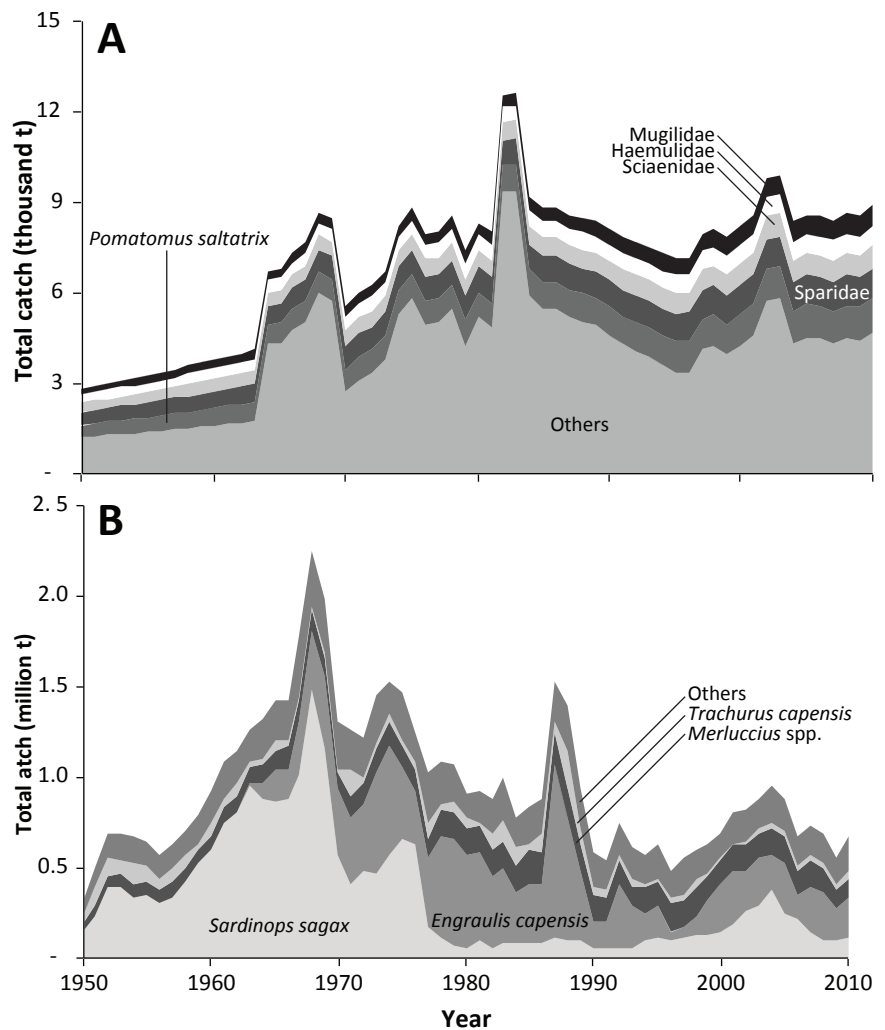 A
15
12
9
6
3
-
Total catch (thousand t)
Mugilidae
Haemulidae
Sciaenidae
Pomatomus saltatrix
Sparidae
Others
B
2. 5
2.0
1.5
1.0
0.5
-
Total atch (million t)
Others
Trachurus capensis
Merluccius spp.
Sardinops sagax
Engraulis capensis
1950 1960 1970 1980 1990 2000 2010
Year